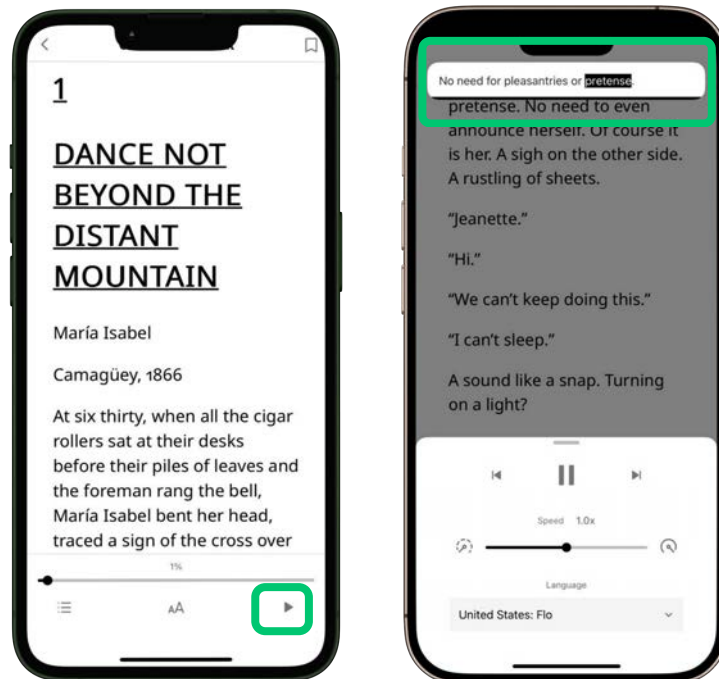 1
DANCE NOT
BEYOND THE
DISTANT
MOUNTAIN
María Isabel
Camagüey, 1866
At six thirty, when all the cigar
rollers sat at their desks
before their piles of leaves and
the foreman rang the bell,
María Isabel bent her head,
traced a sign of the cross over
1%
AA
No need for pleasantries or pretense.
pretense. No need to even
announce herself. Of course it
is her. A sigh on the other side.
A rustling of sheets.
“Jeanette.”
“Hi.”
“We can’t keep doing this.”
“I can’t sleep.”
A sound like a snap. Turning
on a light?
Speed 1.0x
Language
United States: Flo